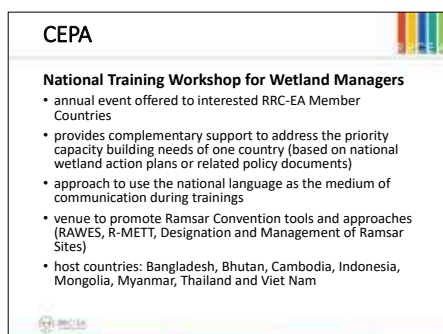 CEPA
National Training Workshop for Wetland Managers
• annual event offered to interested RRC-EA Member
Countries
• provides complementary support to address the priority
capacity building needs of one country (based on national
wetland action plans or related policy documents)
• approach to use the national language as the medium of
communication during trainings
• venue to promote Ramsar Convention tools and approaches
(RAWES, R-METT, Designation and Management of Ramsar
Sites)
• host countries: Bangladesh, Bhutan, Cambodia, Indonesia,
Mongolia, Myanmar, Thailand and Viet Nam